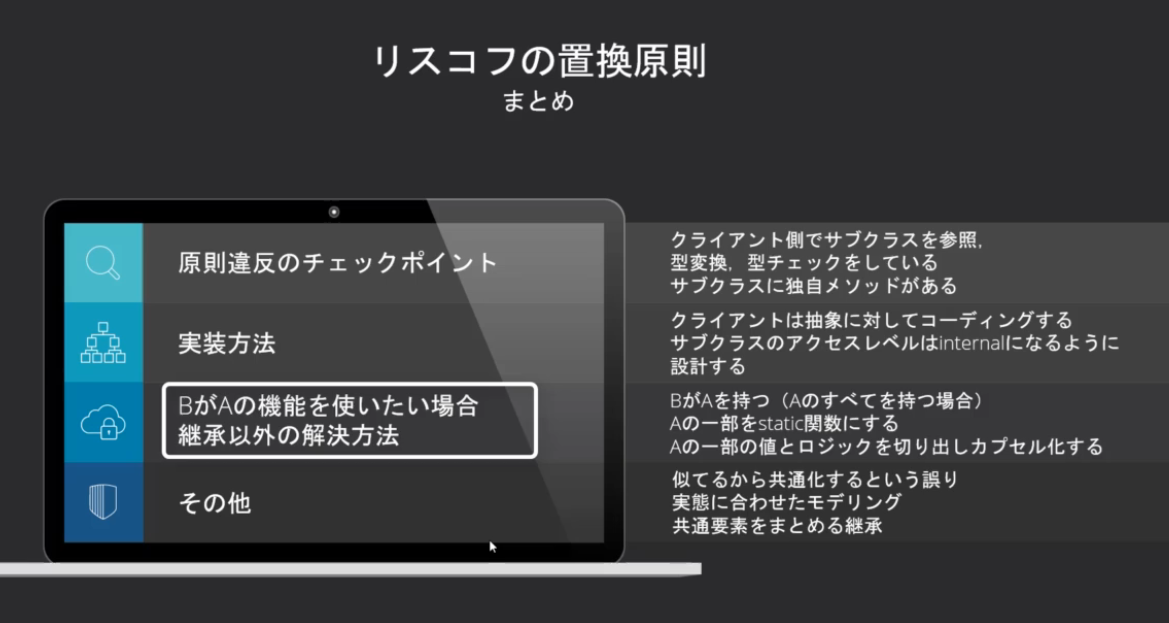 リスコフの置換原則
まとめ
原則違反のチェックポイント
クライアント側でサブクラスを参照,
型変換, 型チェックをしている
サブクラスに独自メソッドがある
実装方法
クライアントは抽象に対してコーディングする
サブクラスのアクセスレベルはinternalになるように
設計する
BがAの機能を使いたい場合
継承以外の解決方法
BがAを持つ（Aのすべてを持つ場合）
Aの一部をstatic関数にする
Aの一部の値とロジックを切り出しカプセル化する
その他
似てるから共通化するという誤り
実態に合わせたモデリング
共通要素をまとめる継承